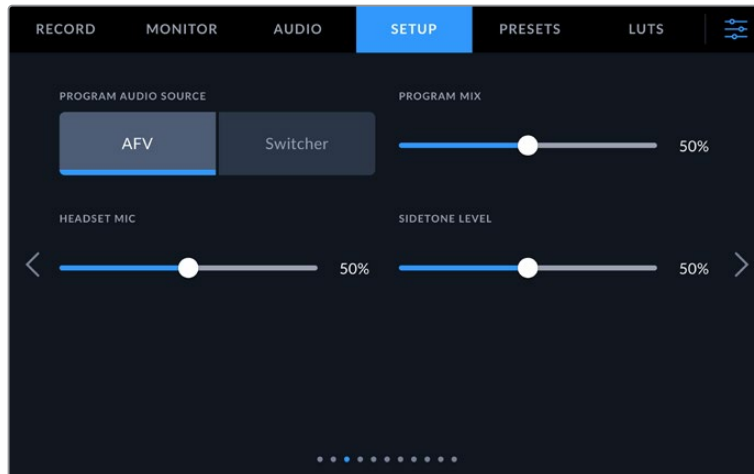 RECORD MONITOR AUDIO SETUP PRESETS LUTS
PROGRAM AUDIO SOURCE PROGRAM MIX
AFV Switcher 50%
HEADSET MIC SIDETONE LEVEL
50% 50%